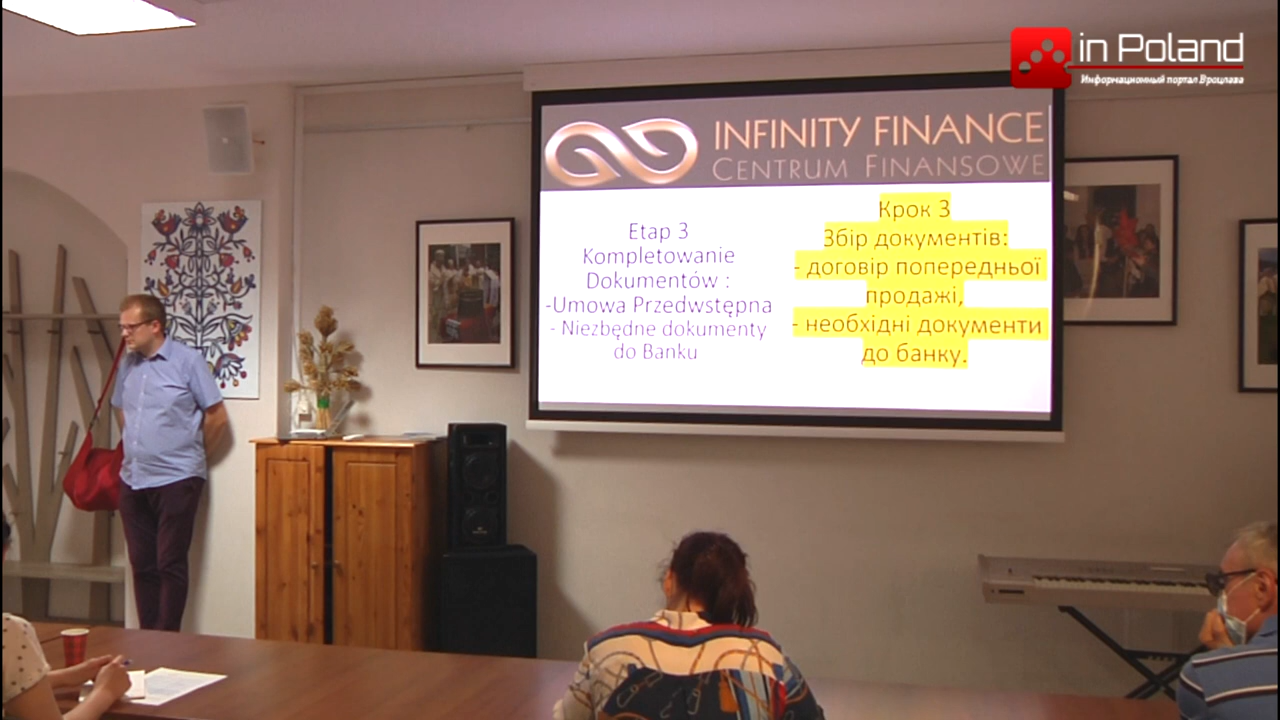 in Poland
Информационный портал Вроцлава
INFINITY FINANCE
CENTRUM FINANSOWE
Etap 3
Kompletowanie
Dokumentów :
-Umowa Przedwstępna
- Niezbędne dokumenty
do Banku
Крок 3
Збір документів:
- договір попередньої
продажі,
- необхідні документи
до банку.